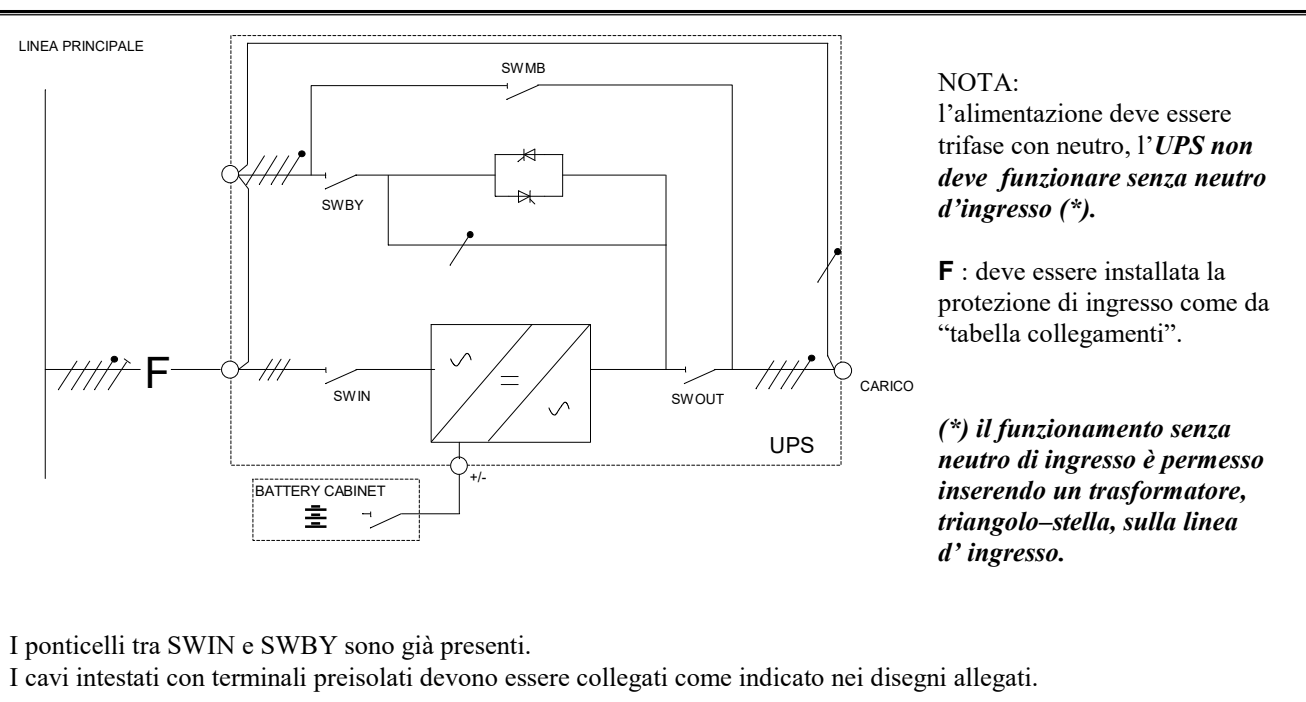 LINEA PRINCIPALE
SWMB
SWBY
F
SWIN
SWOUT
CARICO
UPS
+/-
BATTERY CABINET
NOTA:
l’alimentazione deve essere
trifase con neutro, l’UPS non
deve funzionare senza neutro
d’ingresso (*).
F : deve essere installata la
protezione di ingresso come da
“tabella collegamenti”.
(*) il funzionamento senza
neutro di ingresso è permesso
inserendo un trasformatore,
triangolo–stella, sulla linea
d’ ingresso.
I ponticelli tra SWIN e SWBY sono già presenti.
I cavi intestati con terminali preisolati devono essere collegati come indicato nei disegni allegati.